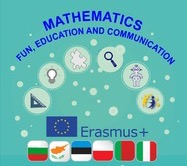 MATHEMATICS
FUN, EDUCATION AND COMMUNICATION
Erasmus+